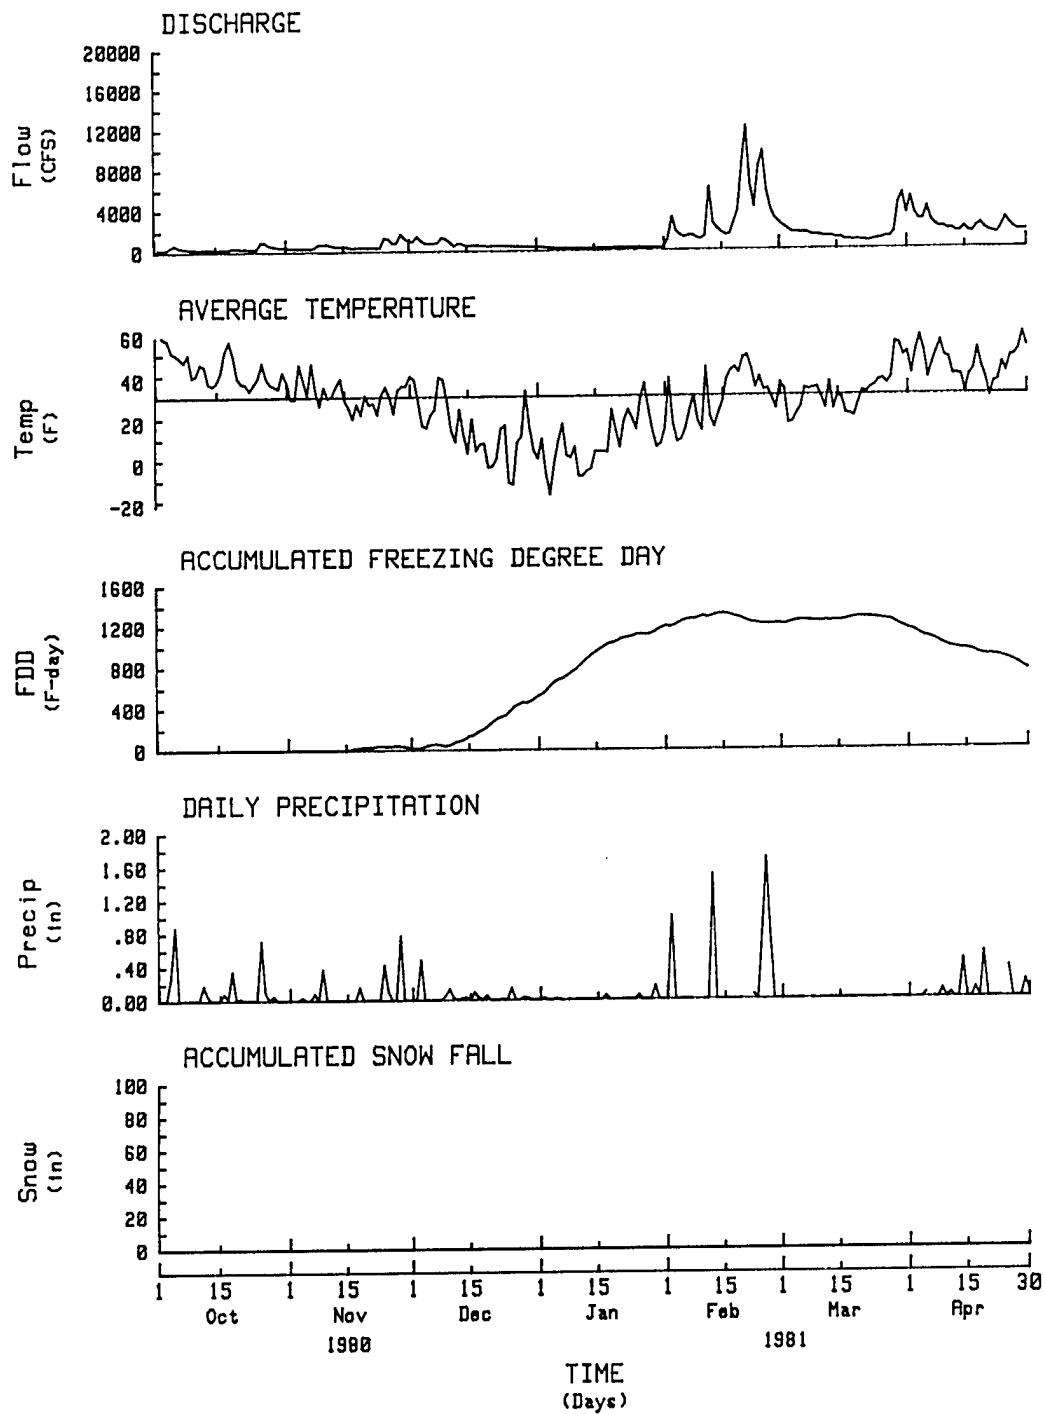 DISCHARGE
20000
16000
12000
8000
4000
0
Flow
(CFS)
AVERAGE TEMPERATURE
60
40
20
0
-20
Temp
(F)
ACCUMULATED FREEZING DEGREE DAY
1600
1200
800
400
0
FDD
(F-day)
DAILY PRECIPITATION
2.00
1.60
1.20
.80
.40
0.00
Precip
(in)
ACCUMULATED SNOW FALL
100
80
60
40
20
0
Snow
(in)
1 15 1 15 1 15 1 15 1 15 1 15 1 15 30
Oct Nov Dec Jan Feb Mar Apr
1980 1981
TIME
(Days)